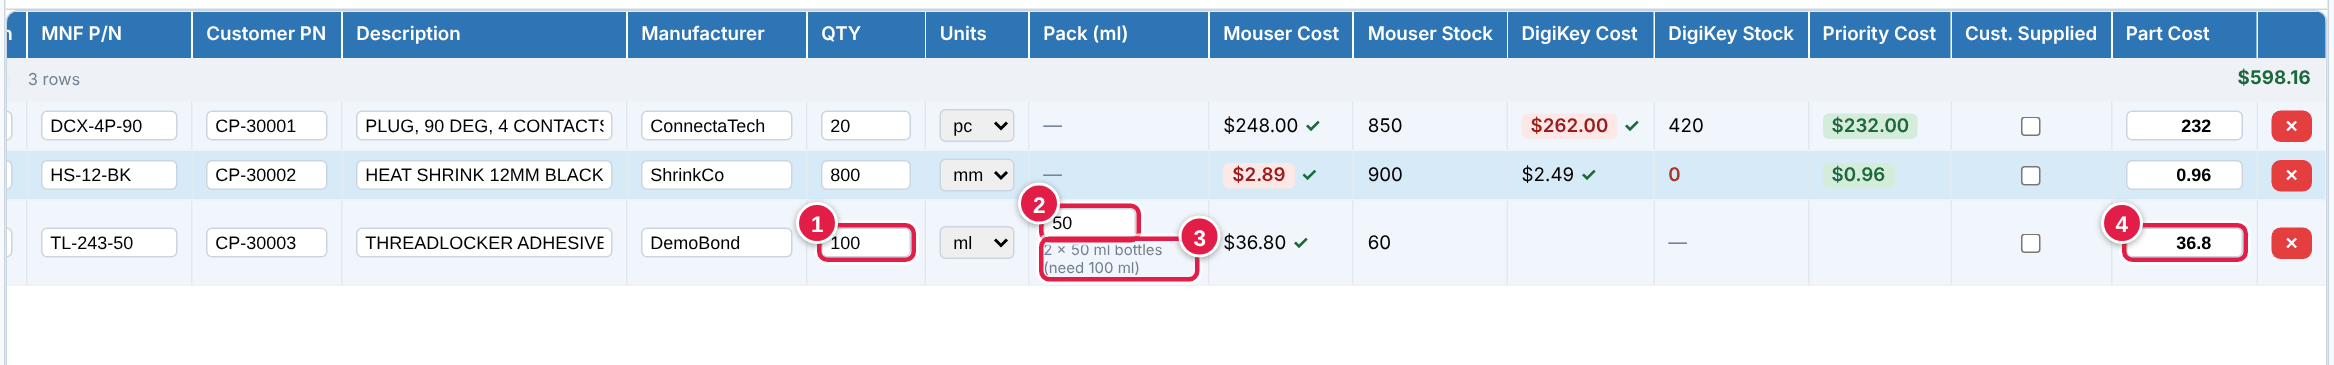 MNF P/N Customer PN Description Manufacturer QTY Units Pack (ml) Mouser Cost Mouser Stock DigiKey Cost DigiKey Stock Priority Cost Cust. Supplied Part Cost
3 rows $598.16
DCX-4P-90 CP-30001 PLUG, 90 DEG, 4 CONTACTS ConnectaTech 20 pc — $248.00 ✓ 850 $262.00 ✓ 420 $232.00 232 ×
HS-12-BK CP-30002 HEAT SHRINK 12MM BLACK ShrinkCo 800 mm — $2.89 ✓ 900 $2.49 ✓ 0 $0.96 0.96 ×
TL-243-50 CP-30003 THREADLOCKER ADHESIVE DemoBond 1 100 ml 2 50 3 $36.80 ✓ 60 — 4 36.8 ×
2 × 50 ml bottles
(need 100 ml)